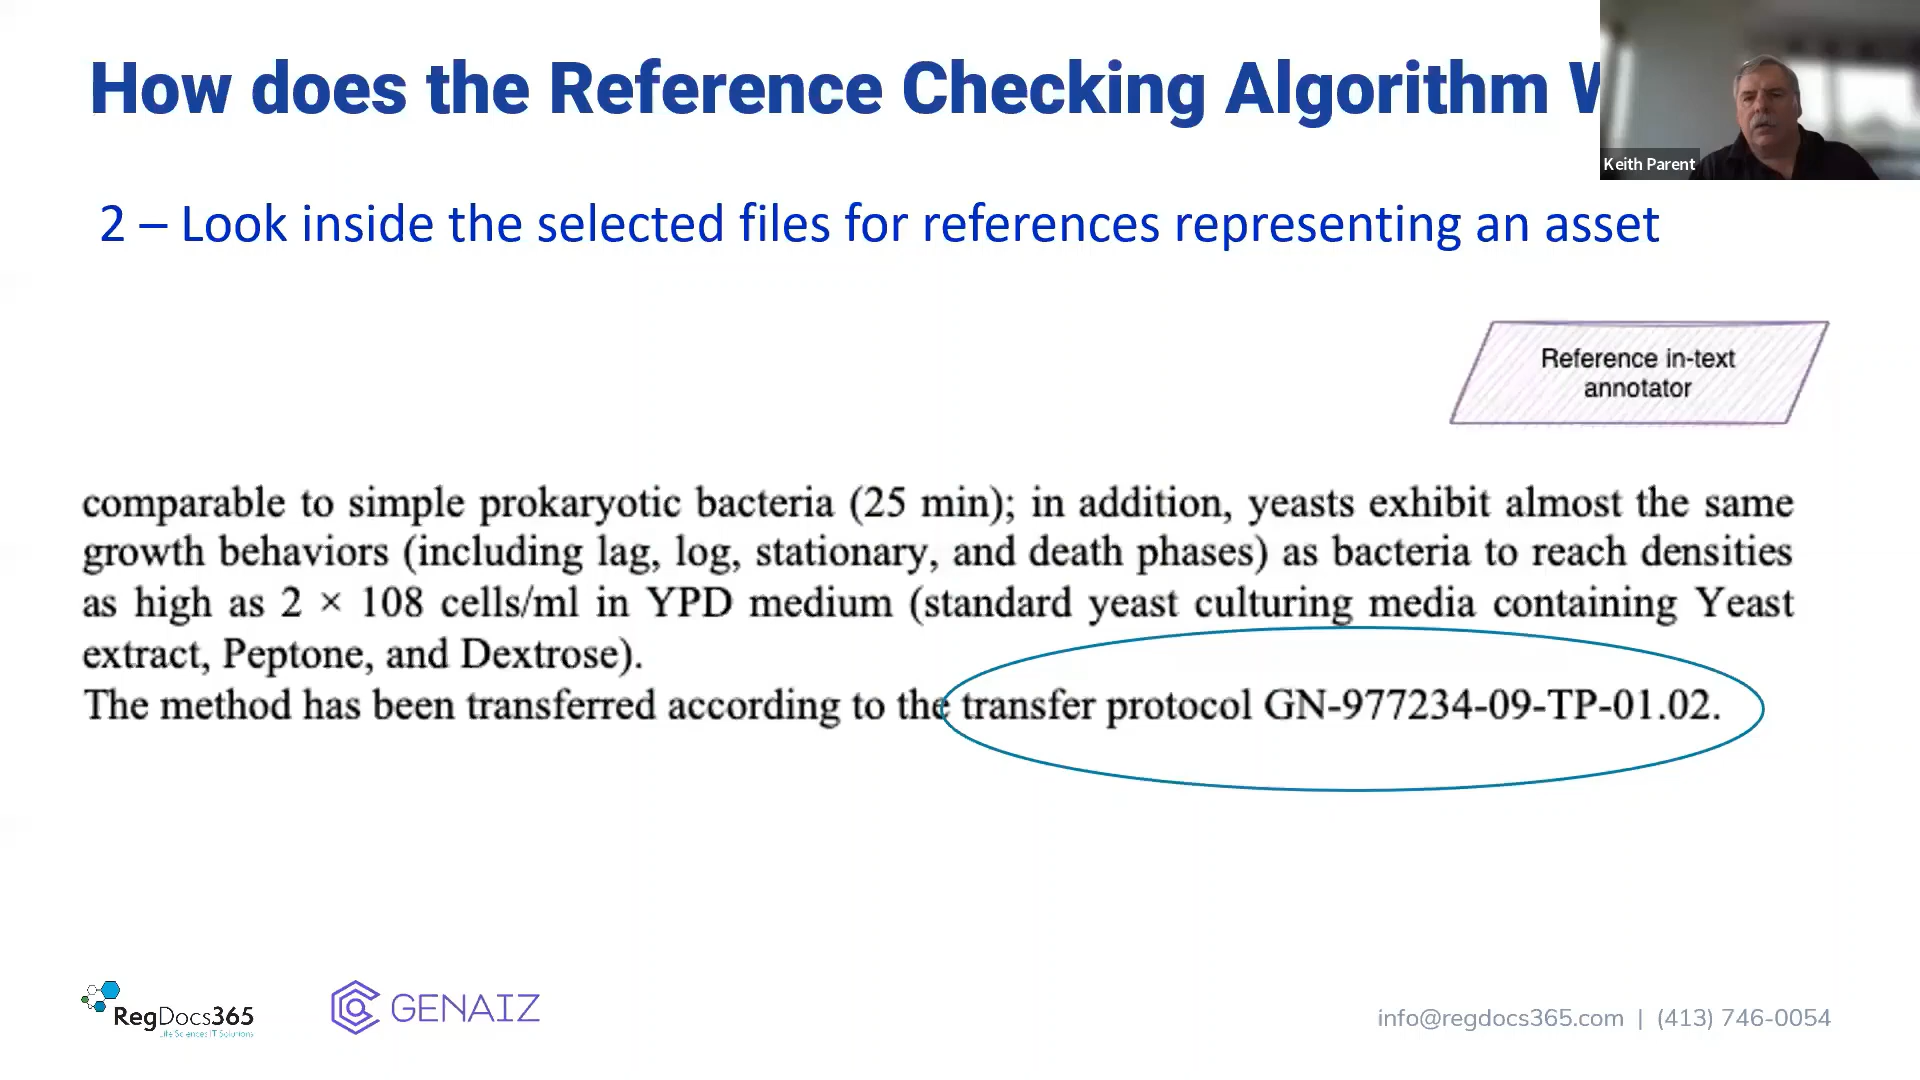 How does the Reference Checking Algorithm W
Keith Parent
2 – Look inside the selected files for references representing an asset
Reference in-text
annotator
comparable to simple prokaryotic bacteria (25 min); in addition, yeasts exhibit almost the same
growth behaviors (including lag, log, stationary, and death phases) as bacteria to reach densities
as high as 2 × 108 cells/ml in YPD medium (standard yeast culturing media containing Yeast
extract, Peptone, and Dextrose).
The method has been transferred according to the transfer protocol GN-977234-09-TP-01.02.
RegDocs365
Life Sciences IT Solutions
GENAIZ
info@regdocs365.com | (413) 746-0054